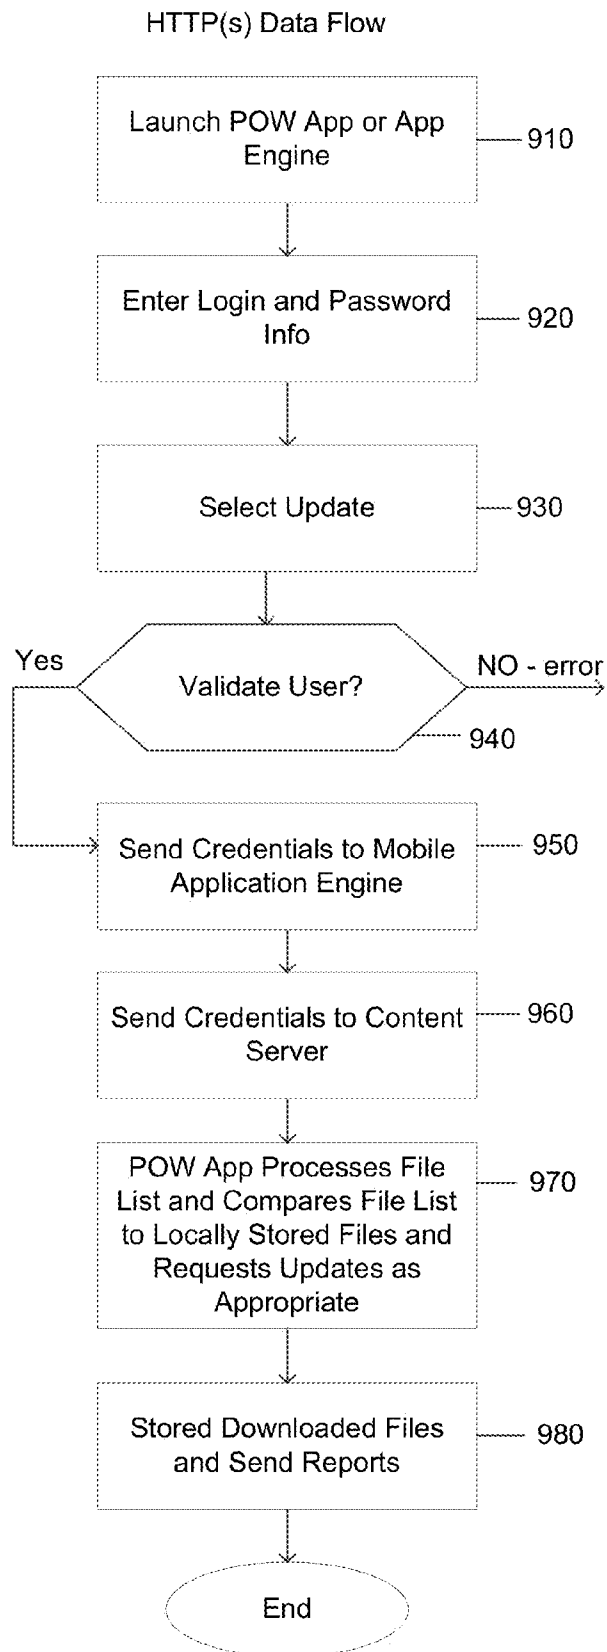 HTTP(s) Data Flow
Launch POW App or App
Engine
910
Enter Login and Password
Info
920
Select Update
930
Yes
Validate User?
NO - error
940
Send Credentials to Mobile
Application Engine
950
Send Credentials to Content
Server
960
POW App Processes File
List and Compares File List
to Locally Stored Files and
Requests Updates as
Appropriate
970
Stored Downloaded Files
and Send Reports
980
End